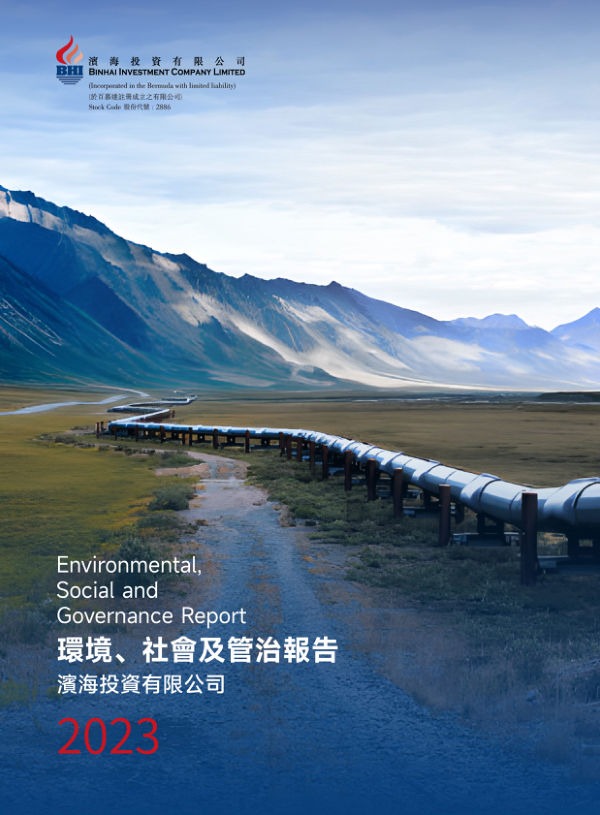 濱海投資有限公司
BINHAI INVESTMENT COMPANY LIMITED
(Incorporated in the Bermuda with limited liability)
(於百慕達註冊成立之有限公司)
Stock Code 股份代號：2886
BHI
Environmental,
Social and
Governance Report
環境、社會及管治報告
濱海投資有限公司
2023